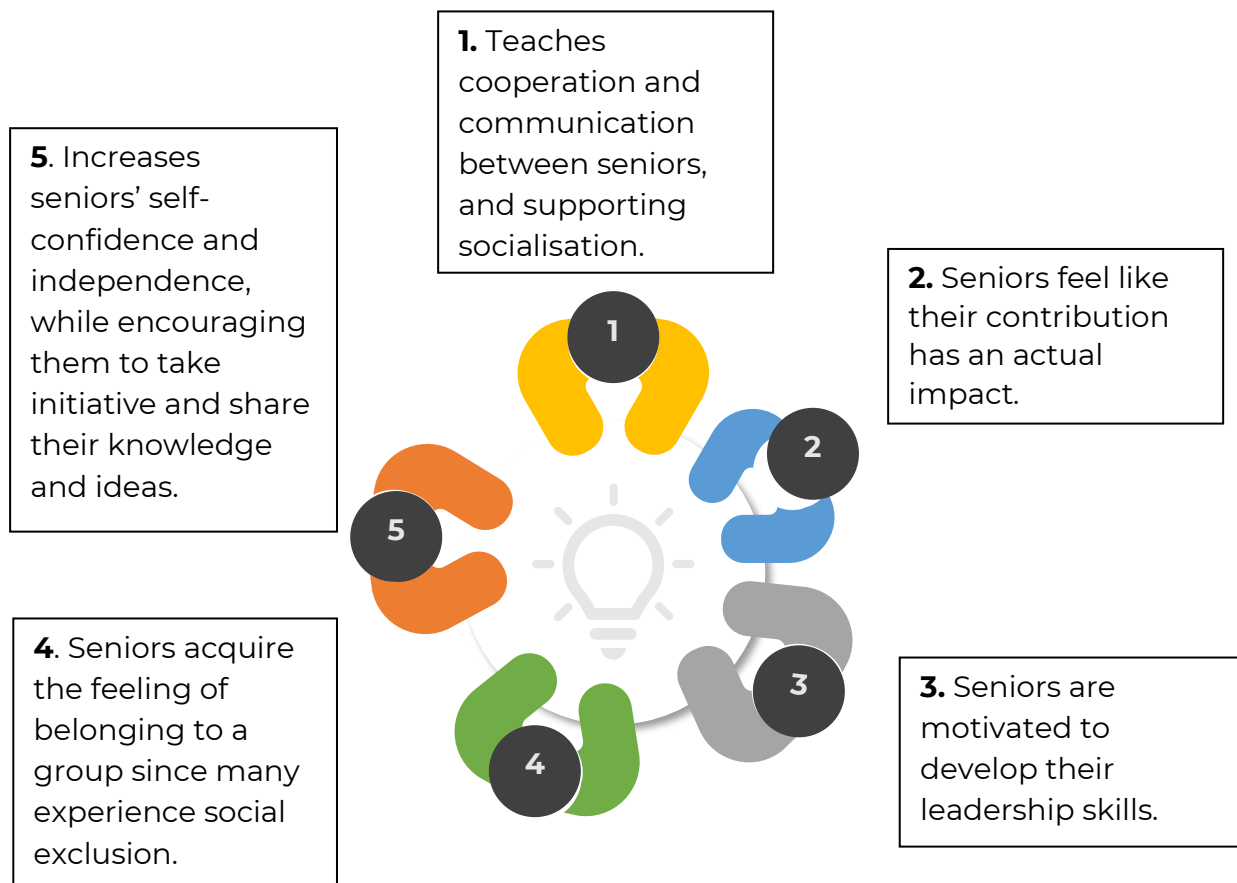 1. Teaches
cooperation and
communication
between seniors,
and supporting
socialisation.
2. Seniors feel like
their contribution
has an actual
impact.
3. Seniors are
motivated to
develop their
leadership skills.
4. Seniors acquire
the feeling of
belonging to a
group since many
experience social
exclusion.
5. Increases
seniors’ self-
confidence and
independence,
while encouraging
them to take
initiative and share
their knowledge
and ideas.
1
2
3
4
5